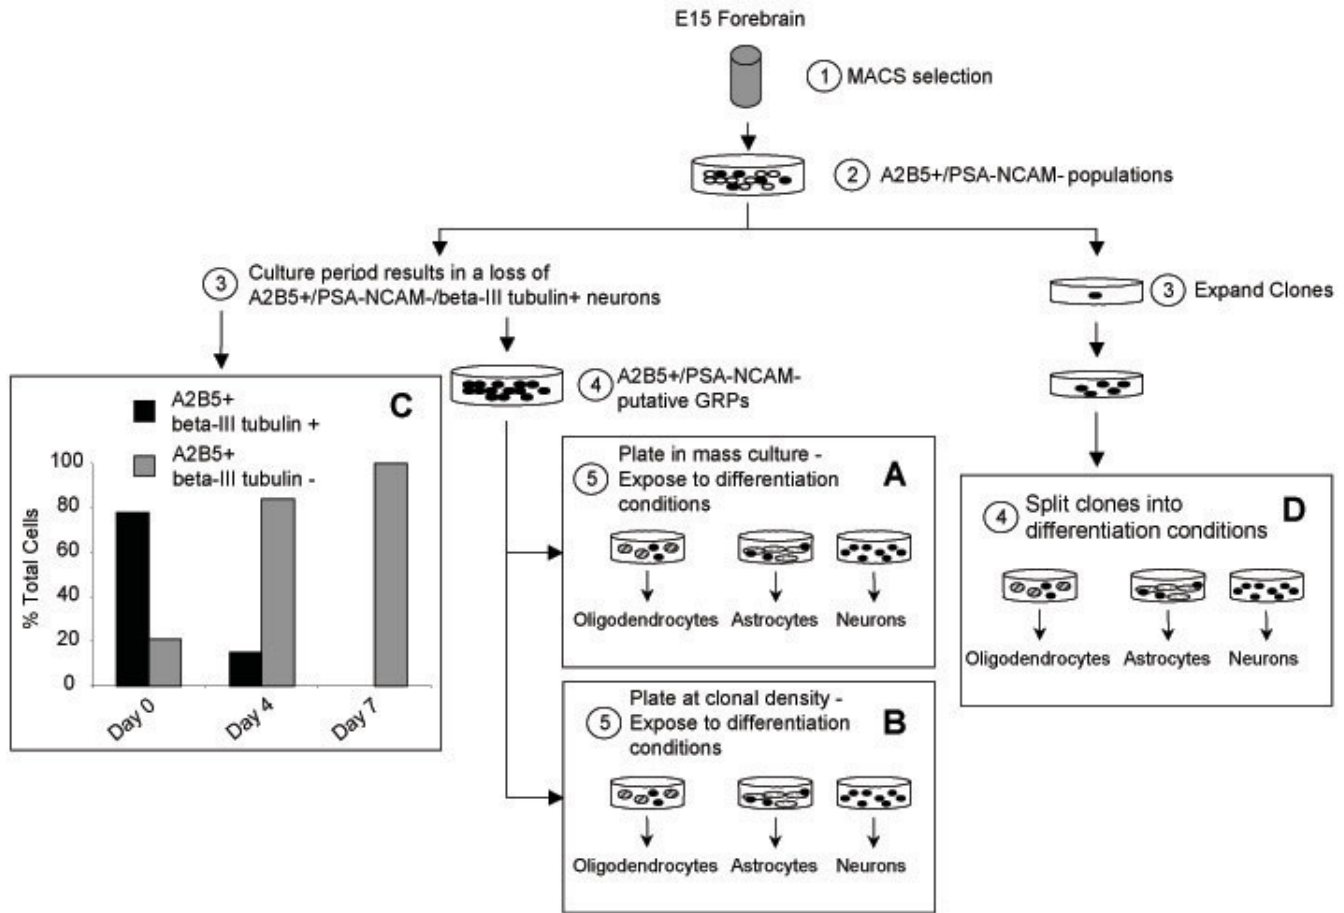 E15 Forebrain
1 MACS selection
2 A2B5+/PSA-NCAM- populations
3 Culture period results in a loss of
A2B5+/PSA-NCAM-/beta-III tubulin+ neurons
3 Expand Clones
4 A2B5+/PSA-NCAM-
putative GRPs
C
A2B5+
beta-III tubulin +
A2B5+
beta-III tubulin -
% Total Cells
100
80
60
40
20
0
Day 0
Day 4
Day 7
A
5 Plate in mass culture -
Expose to differentiation
conditions
Oligodendrocytes
Astrocytes
Neurons
B
5 Plate at clonal density -
Expose to differentiation
conditions
Oligodendrocytes
Astrocytes
Neurons
D
4 Split clones into
differentiation conditions
Oligodendrocytes
Astrocytes
Neurons